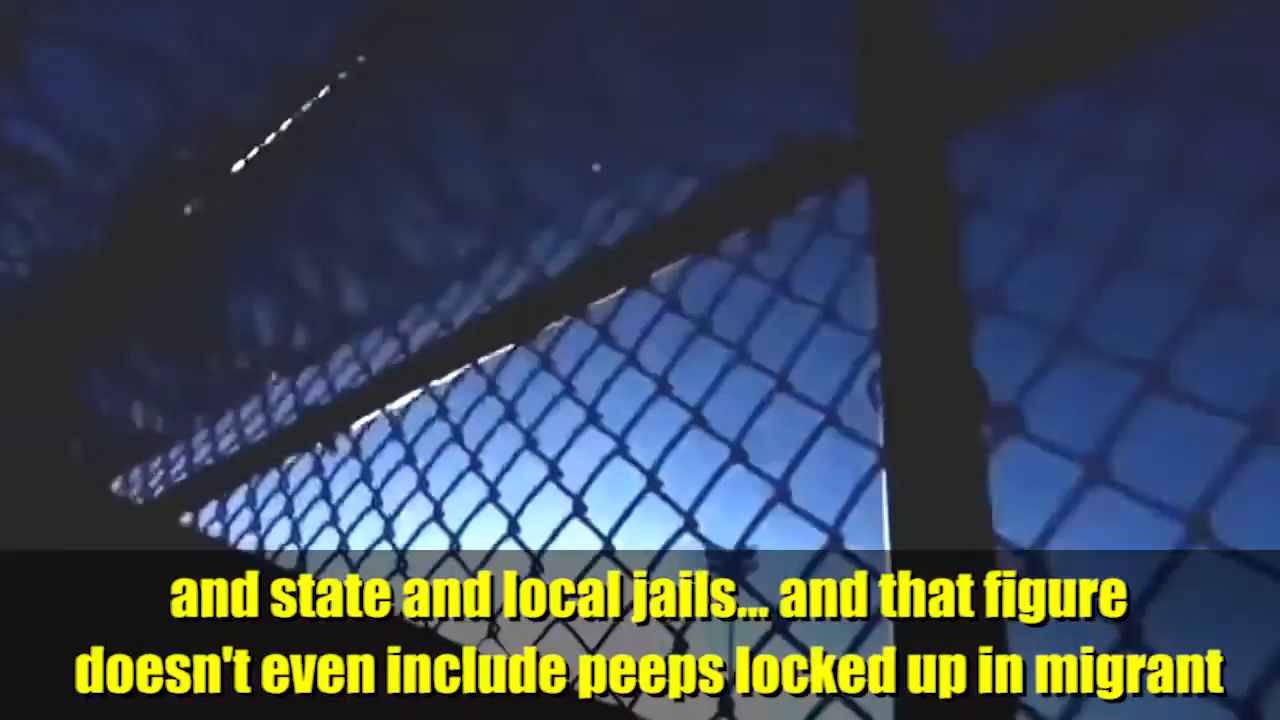 and state and local jails... and that figure
doesn't even include peeps locked up in migrant